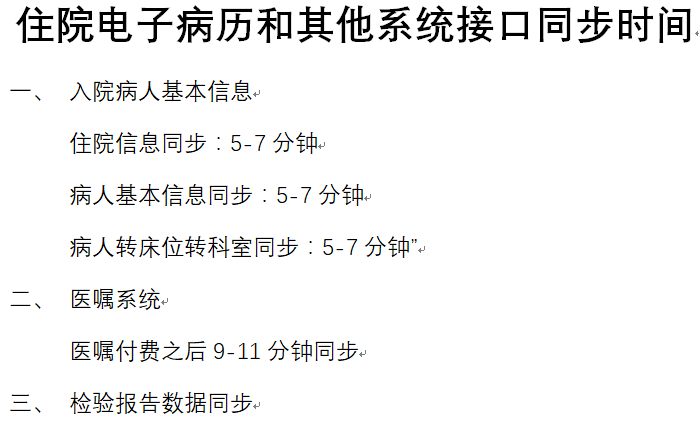 住院电子病历和其他系统接口同步时间
一、 入院病人基本信息
住院信息同步：5-7 分钟
病人基本信息同步：5-7 分钟
病人转床位转科室同步：5-7 分钟”
二、 医嘱系统
医嘱付费之后 9-11 分钟同步
三、 检验报告数据同步